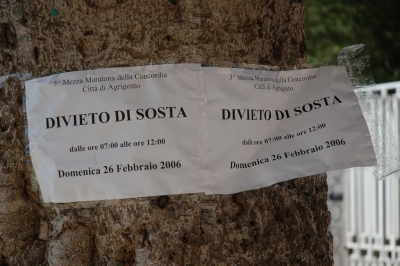 3° Mezza Maratona della Concordia
Città di Agrigento
DIVIETO DI SOSTA
dalle ore 07:00 alle ore 12:00
Domenica 26 Febbraio 2006
3° Mezza Maratona della Concordia
Città di Agrigento
DIVIETO DI SOSTA
dalle ore 07:00 alle ore 12:00
Domenica 26 Febbraio 2006